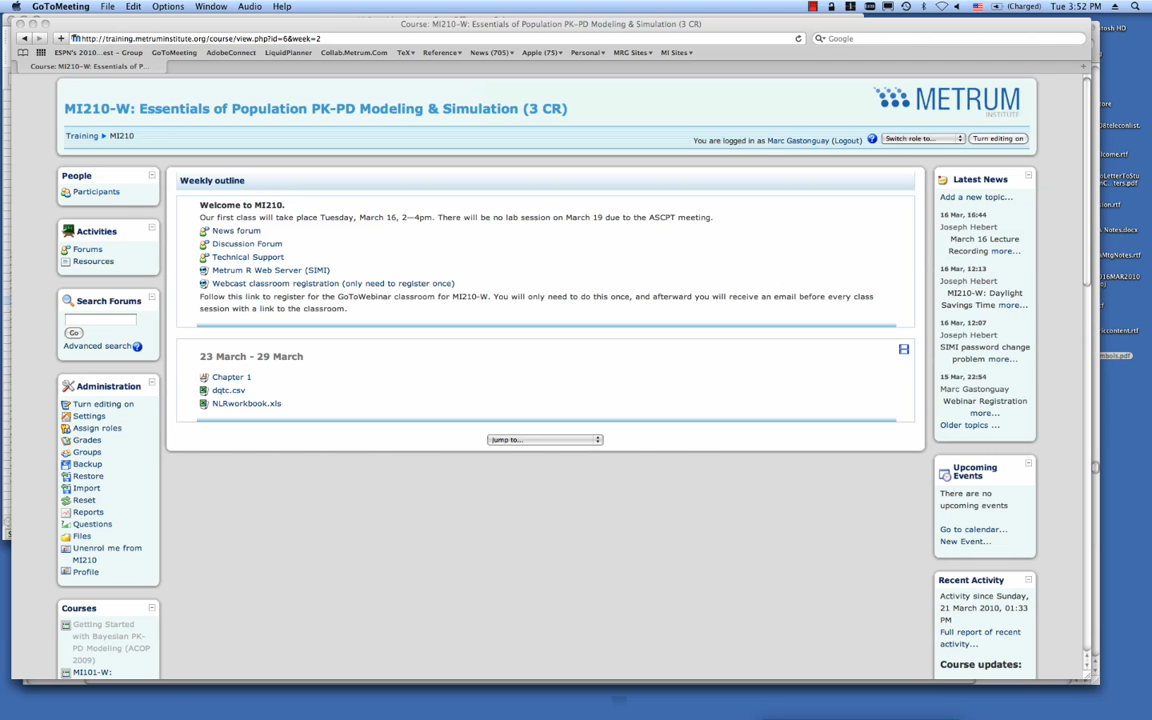 GoToMeeting File Edit Options Window Audio Help (Charged) Tue 3:52 PM
Course: MI210-W: Essentials of Population PK-PD Modeling & Simulation (3 CR)
http://training.metruminstitute.org/course/view.php?id=6&week=2
Google
ESPN's 2010...est - Group GoToMeeting AdobeConnect LiquidPlanner Collab.Metrum.Com TeX Reference News (705) Apple (75) Personal MRG Sites MI Sites
Course: MI210-W: Essentials of P...
MI210-W: Essentials of Population PK-PD Modeling & Simulation (3 CR)
METRUM
INSTITUTE
Training MI210
You are logged in as Marc Gastonguay (Logout)
Switch role to...
Turn editing on
People
Participants
Activities
Forums
Resources
Search Forums
Go
Advanced search
Administration
Turn editing on
Settings
Assign roles
Grades
Groups
Backup
Restore
Import
Reset
Reports
Questions
Files
Unenrol me from
MI210
Profile
Courses
Getting Started
with Bayesian PK-
PD Modeling (ACOP
2009)
MI101-W:
Weekly outline
Welcome to MI210.
Our first class will take place Tuesday, March 16, 2—4pm. There will be no lab session on March 19 due to the ASCPT meeting.
News forum
Discussion Forum
Technical Support
Metrum R Web Server (SIMI)
Webcast classroom registration (only need to register once)
Follow this link to register for the GoToWebinar classroom for MI210-W. You will only need to do this once, and afterward you will receive an email before every class
session with a link to the classroom.
23 March - 29 March
Chapter 1
dqtc.csv
NLRworkbook.xls
Jump to...
Latest News
Add a new topic...
16 Mar, 16:44
Joseph Hebert
March 16 Lecture
Recording more...
16 Mar, 12:13
Joseph Hebert
MI210-W: Daylight
Savings Time more...
16 Mar, 12:07
Joseph Hebert
SIMI password change
problem more...
15 Mar, 22:54
Marc Gastonguay
Webinar Registration
more...
Older topics ...
Upcoming
Events
There are no
upcoming events
Go to calendar...
New Event...
Recent Activity
Activity since Sunday,
21 March 2010, 01:33
PM
Full report of recent
activity...
Course updates: